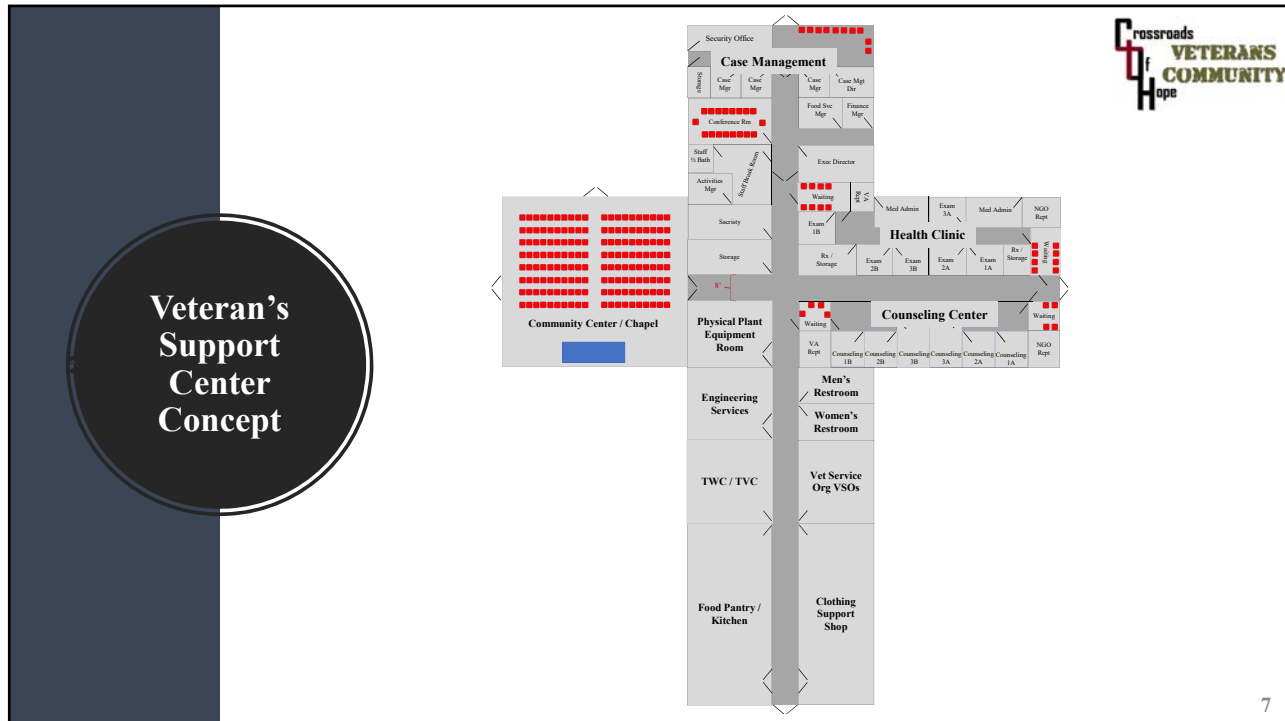 Veteran’s
Support
Center
Concept
Crossroads
Of
Hope
VETERANS
COMMUNITY
Security Office
Case Management
Storage
Case
Mgr
Case
Mgr
Case
Mgr
Case Mgt
Dir
Conference Rm
Food Svc
Mgr
Finance
Mgr
Staff
½ Bath
Staff Break Room
Exec Director
Activities
Mgr
Waiting
VA
Rept
Sacristy
Exam
1B
Med Admin
Exam
3A
Med Admin
NGO
Rcpt
Health Clinic
Storage
Rx /
Storage
Exam
2B
Exam
3B
Exam
2A
Exam
1A
Rx /
Storage
Waiting
8’
Community Center / Chapel
Physical Plant
Equipment
Room
Waiting
Counseling Center
Waiting
VA
Rcpt
Counseling
1B
Counseling
2B
Counseling
3B
Counseling
3A
Counseling
2A
Counseling
1A
NGO
Rcpt
Engineering
Services
Men’s
Restroom
Women’s
Restroom
TWC / TVC
Vet Service
Org VSOs
Food Pantry /
Kitchen
Clothing
Support
Shop
7